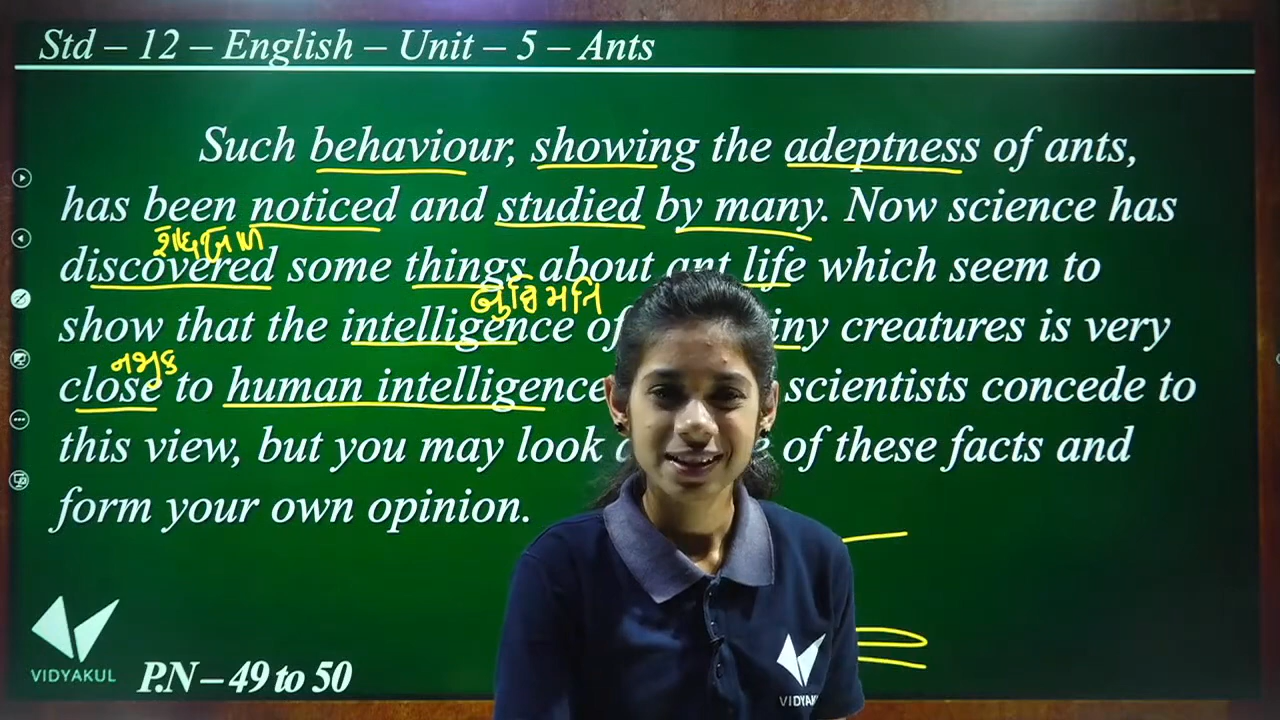 Std – 12 – English – Unit – 5 – Ants
Such behaviour, showing the adeptness of ants,
has been noticed and studied by many. Now science has
discovered some things about ant life which seem to
show that the intelligence of iny creatures is very
close to human intelligence scientists concede to
this view, but you may look of these facts and
form your own opinion.
VIDYAKUL
P.N – 49 to 50
VIDYAK